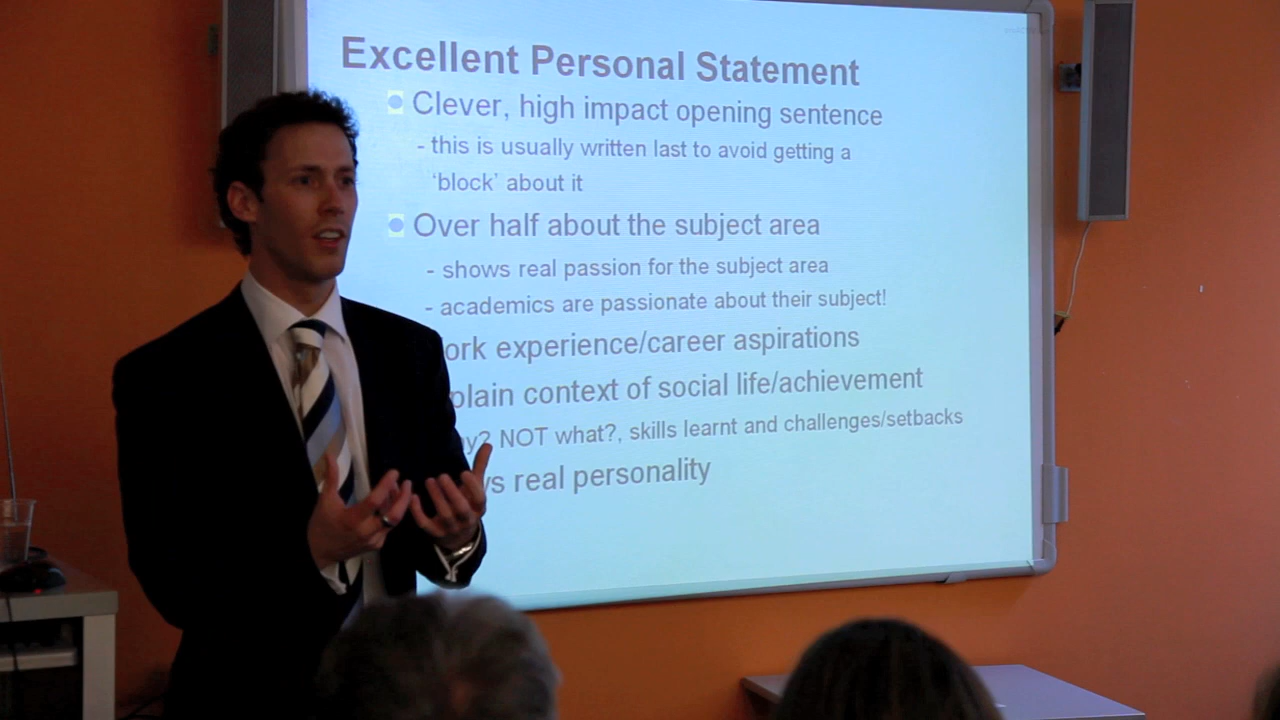 Excellent Personal Statement
Clever, high impact opening sentence
- this is usually written last to avoid getting a
‘block’ about it
Over half about the subject area
- shows real passion for the subject area
- academics are passionate about their subject!
ork experience/career aspirations
plain context of social life/achievement
y? NOT what?, skills learnt and challenges/setbacks
s real personality